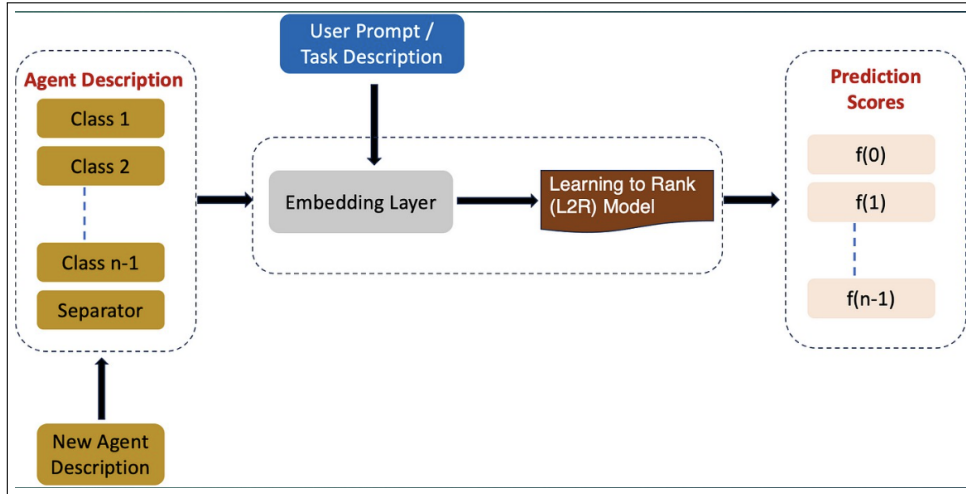 User Prompt /
Task Description
Agent Description
Class 1
Class 2
Class n-1
Separator
New Agent
Description
Embedding Layer
Learning to Rank
(L2R) Model
Prediction
Scores
f(0)
f(1)
f(n-1)